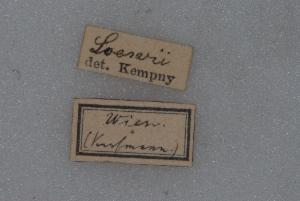 Loewii
det. Kempny
Wien.
(Kaufmann.)